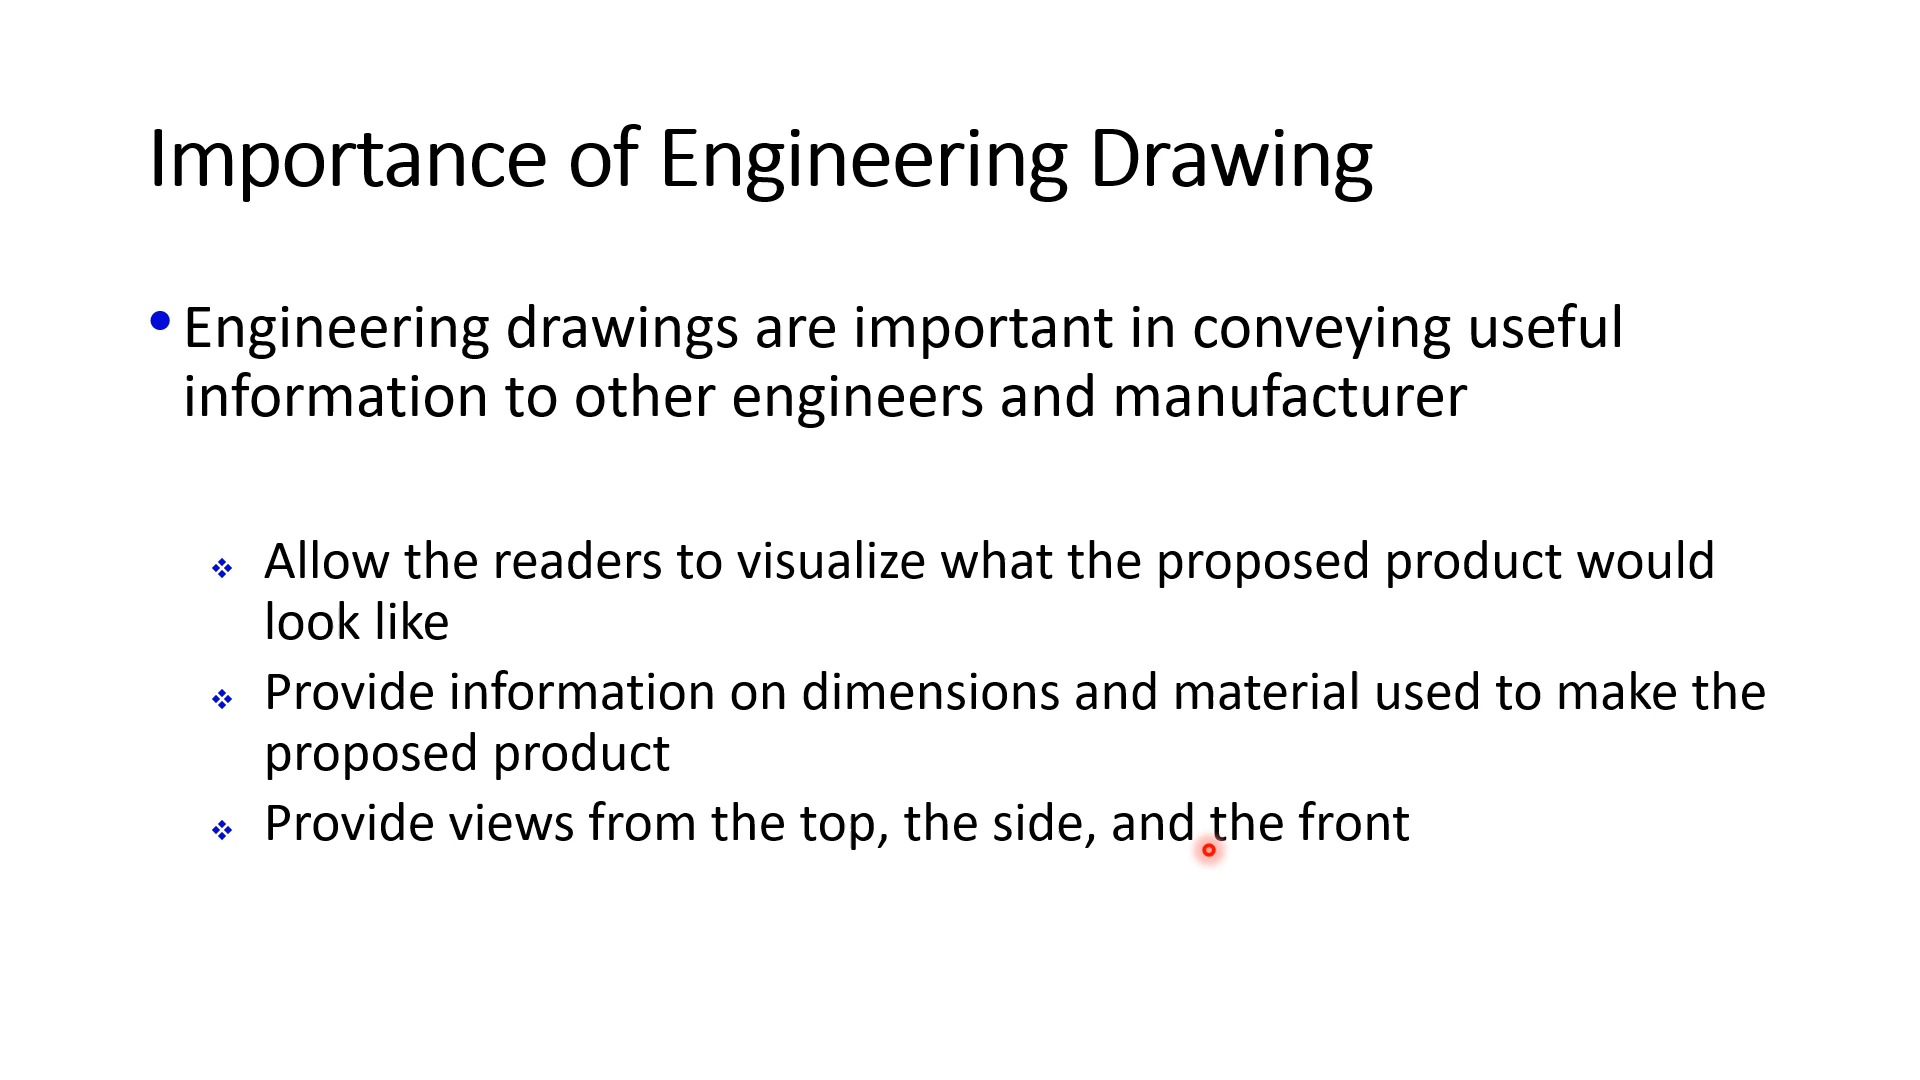 Importance of Engineering Drawing
• Engineering drawings are important in conveying useful
information to other engineers and manufacturer
❖ Allow the readers to visualize what the proposed product would
look like
❖ Provide information on dimensions and material used to make the
proposed product
❖ Provide views from the top, the side, and the front